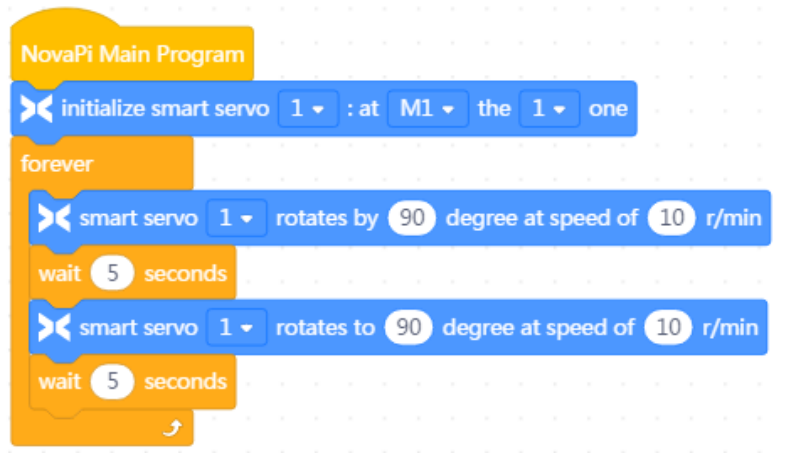 NovaPi Main Program
initialize smart servo 1 : at M1 the 1 one
forever
smart servo 1 rotates by 90 degree at speed of 10 r/min
wait 5 seconds
smart servo 1 rotates to 90 degree at speed of 10 r/min
wait 5 seconds